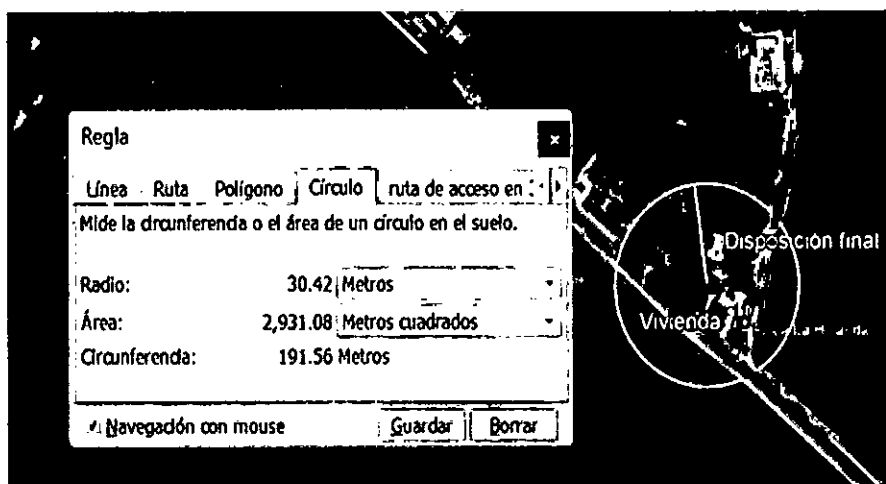 Regla
Línea Ruta Polígono Círculo ruta de acceso en
Mide la circunferencia o el área de un círculo en el suelo.
Radio: 30.42 Metros
Área: 2,931.08 Metros cuadrados
Circunferencia: 191.56 Metros
Navegación con mouse Guardar Borrar
Disposición final
Vivienda